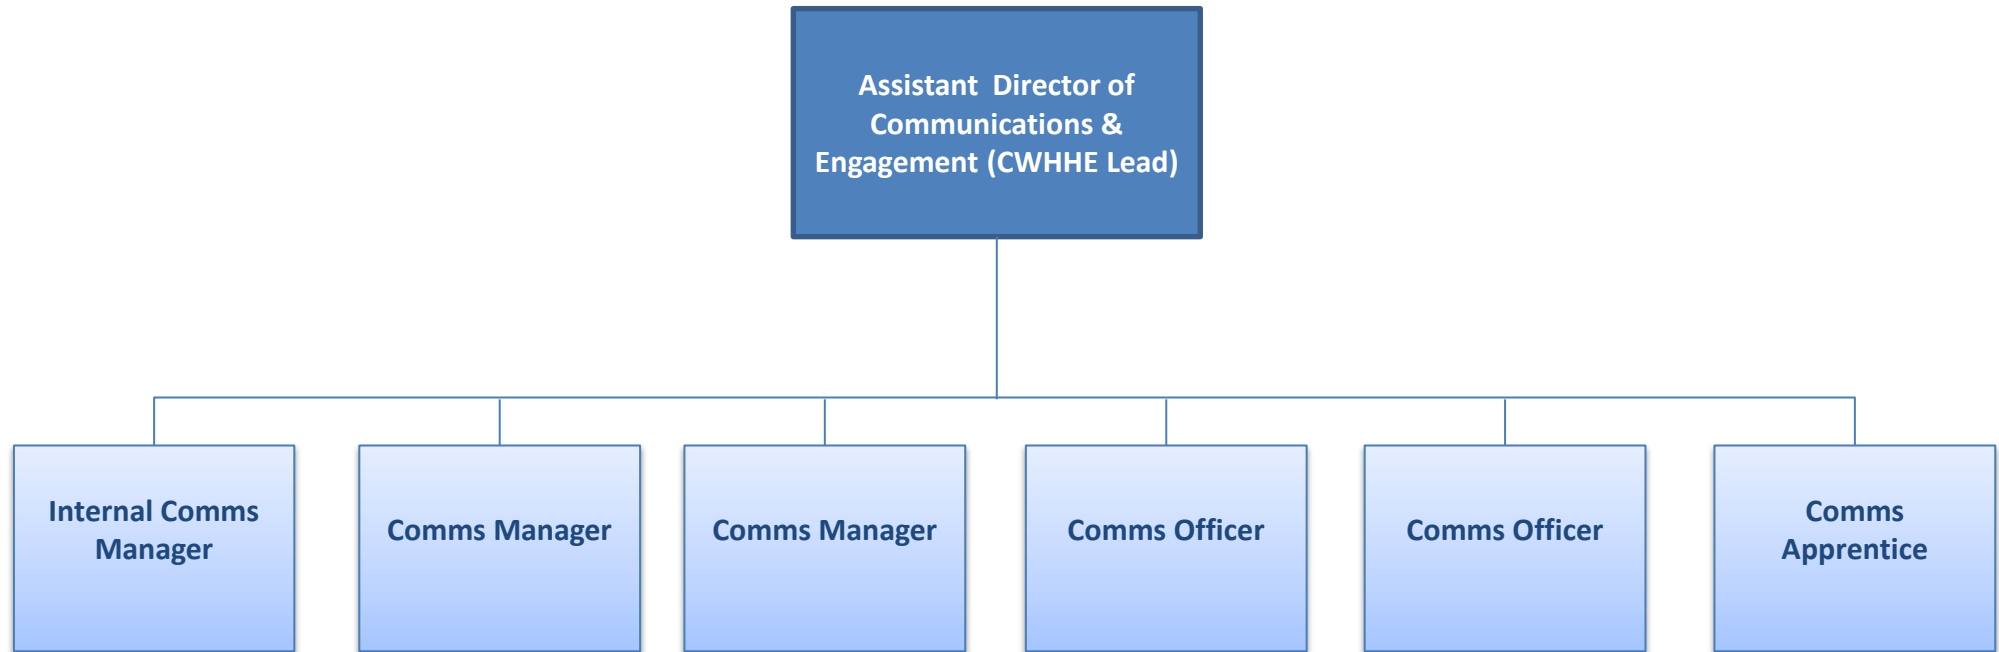 Assistant  Director of
Communications &
Engagement (CWHHE Lead)
Internal Comms
Manager
Comms Manager
Comms Manager
Comms Officer
Comms Officer
Comms
Apprentice